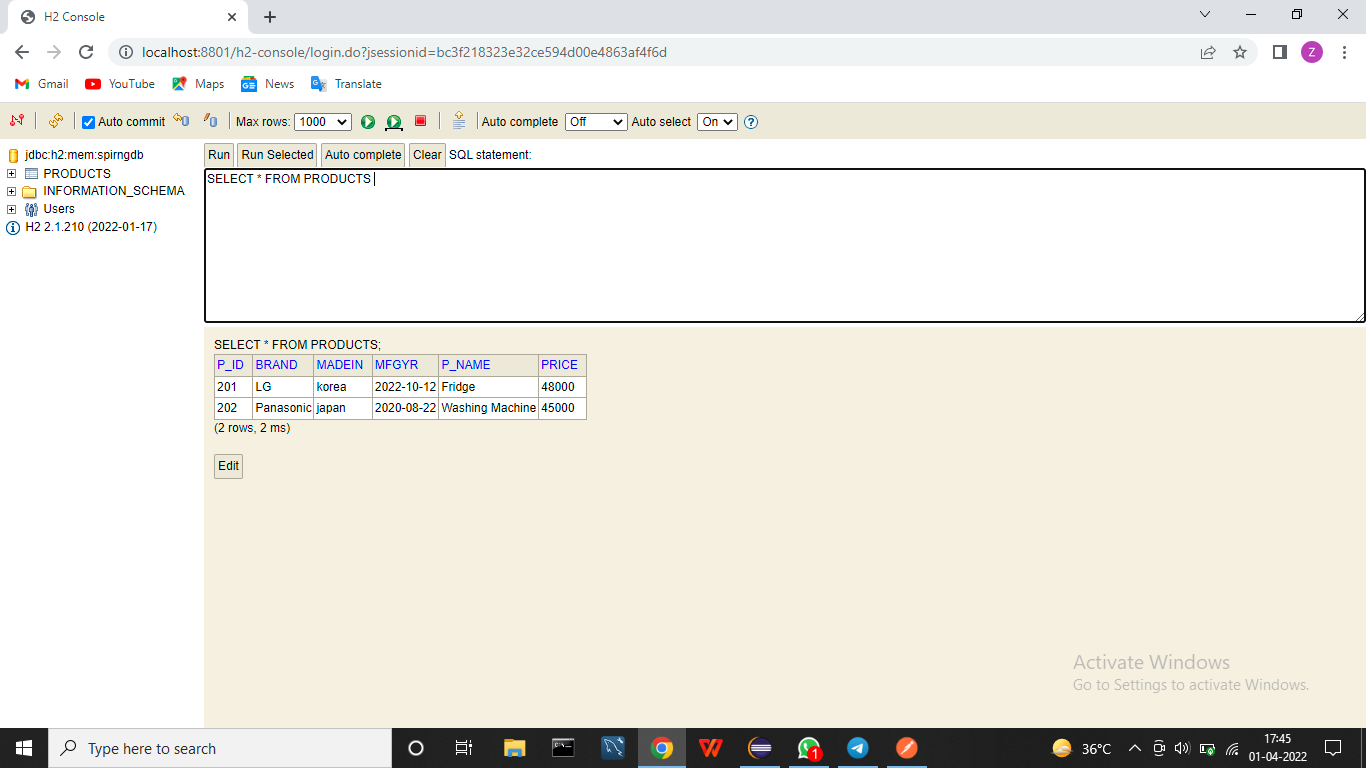 H2 Console
localhost:8801/h2-console/login.do?jsessionid=bc3f218323e32ce594d00e4863af4f6d
Z
Gmail YouTube Maps News Translate
Auto commit Max rows: 1000 Auto complete Off Auto select On
jdbc:h2:mem:spirngdb
PRODUCTS
INFORMATION_SCHEMA
Users
H2 2.1.210 (2022-01-17)
Run Run Selected Auto complete Clear SQL statement:
SELECT * FROM PRODUCTS
SELECT * FROM PRODUCTS;
P_ID BRAND MADEIN MFGYR P_NAME PRICE
201 LG korea 2022-10-12 Fridge 48000
202 Panasonic japan 2020-08-22 Washing Machine 45000
(2 rows, 2 ms)
Edit
Activate Windows
Go to Settings to activate Windows.
Type here to search
1
36°C
17:45
01-04-2022